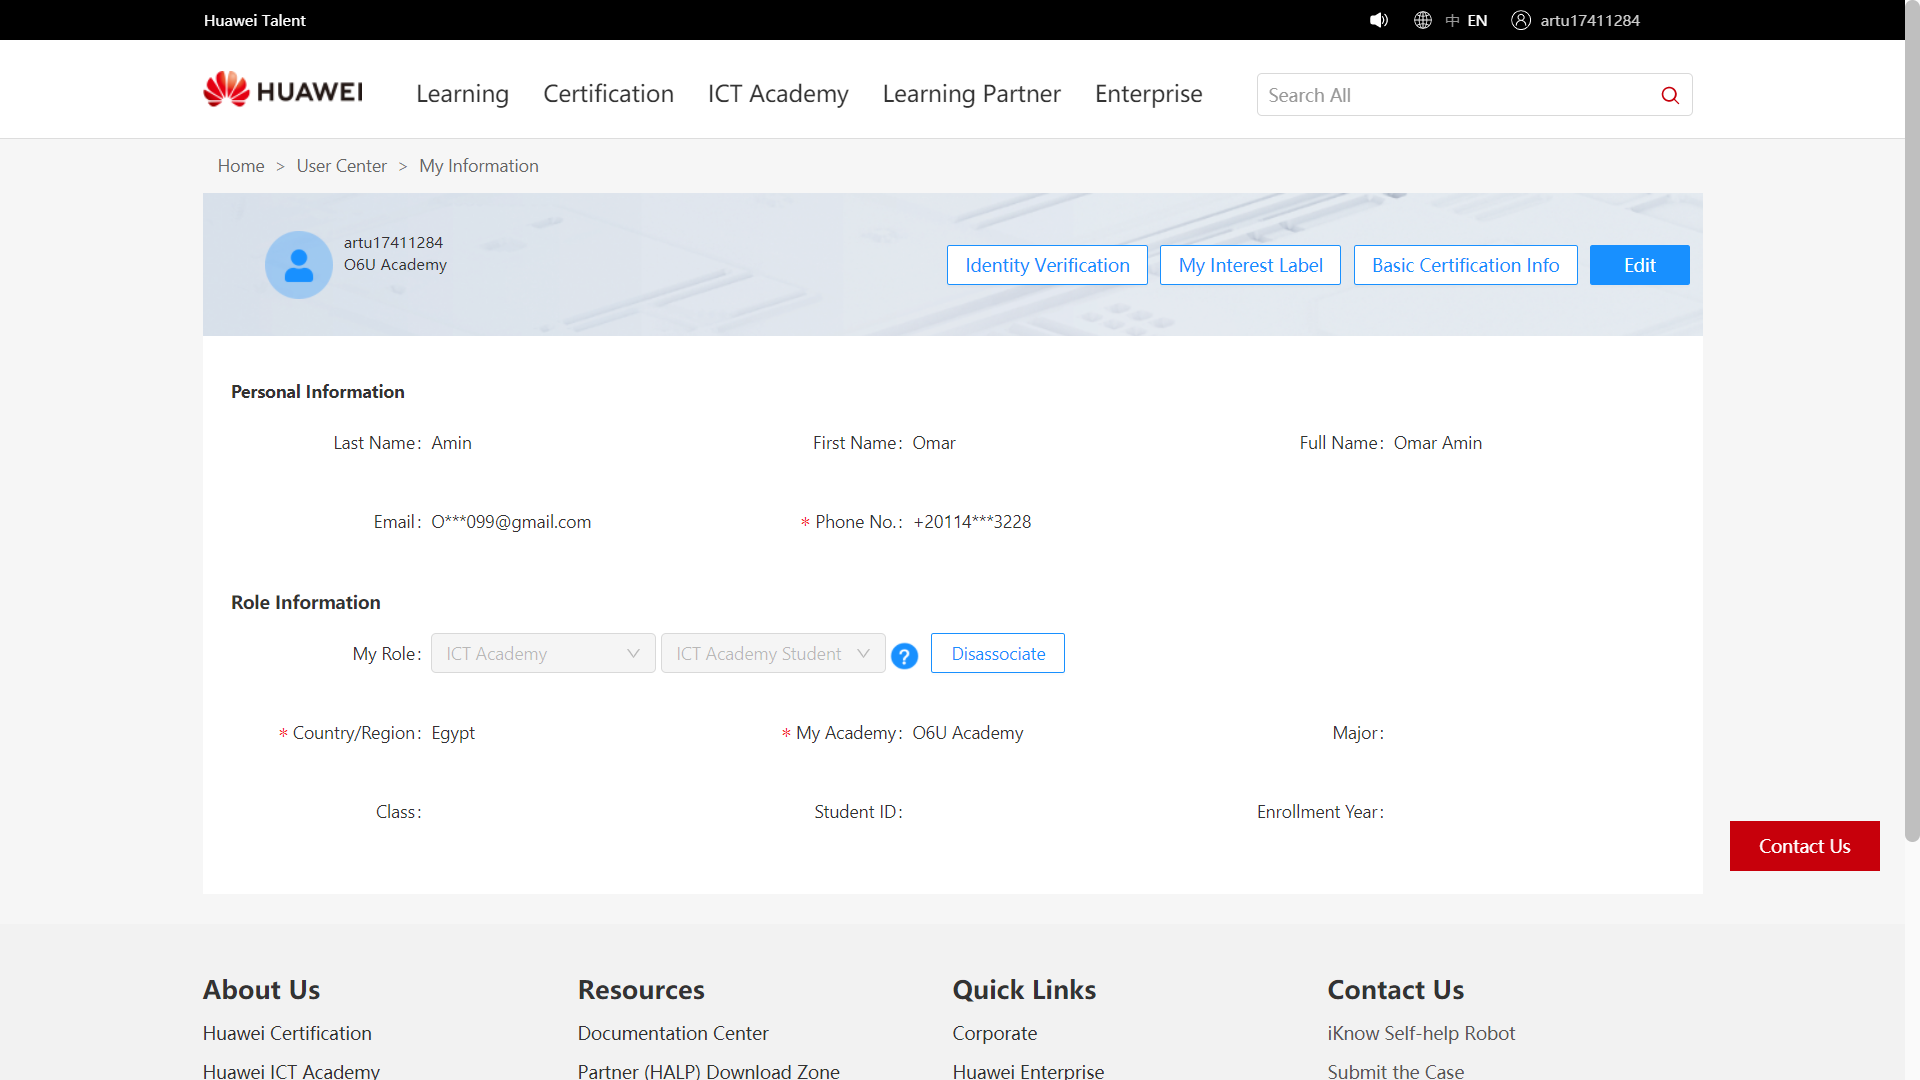 Huawei Talent
中 EN artu17411284
HUAWEI Learning Certification ICT Academy Learning Partner Enterprise Search All
Home > User Center > My Information
artu17411284
O6U Academy
Identity Verification My Interest Label Basic Certification Info Edit
Personal Information
Last Name: Amin First Name: Omar Full Name: Omar Amin
Email: O***099@gmail.com * Phone No.: +20114***3228
Role Information
My Role: ICT Academy ICT Academy Student ? Disassociate
* Country/Region: Egypt * My Academy: O6U Academy Major:
Class: Student ID: Enrollment Year:
Contact Us
About Us Resources Quick Links Contact Us
Huawei Certification Documentation Center Corporate iKnow Self-help Robot
Huawei ICT Academy Partner (HALP) Download Zone Huawei Enterprise Submit the Case